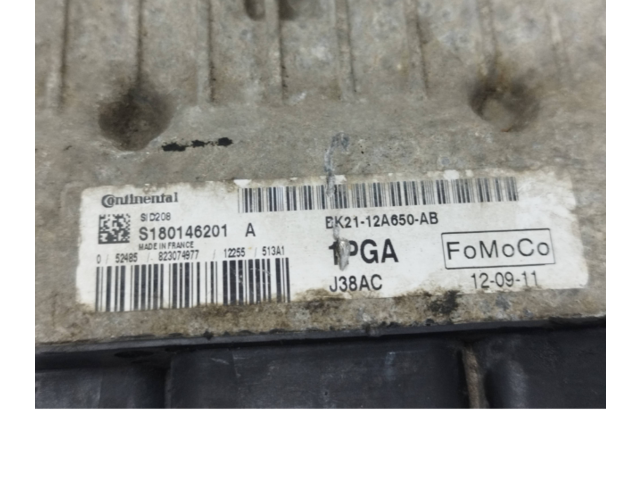 Continental
SID208
S180146201 A
MADE IN FRANCE
0 / 52485 / 823074977 / 12255 / 513A1
BK21-12A650-AB
1PGA
J38AC
FoMoCo
12-09-11